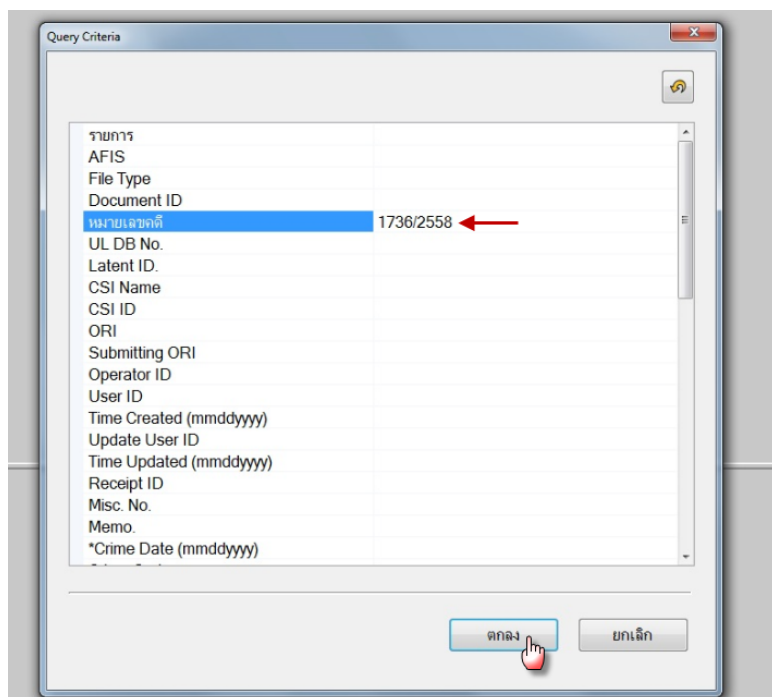 Query Criteria
รายการ
AFIS
File Type
Document ID
หมายเลขคดี 1736/2558
UL DB No.
Latent ID.
CSI Name
CSI ID
ORI
Submitting ORI
Operator ID
User ID
Time Created (mmddyyyy)
Update User ID
Time Updated (mmddyyyy)
Receipt ID
Misc. No.
Memo.
*Crime Date (mmddyyyy)
ตกลง ยกเลิก